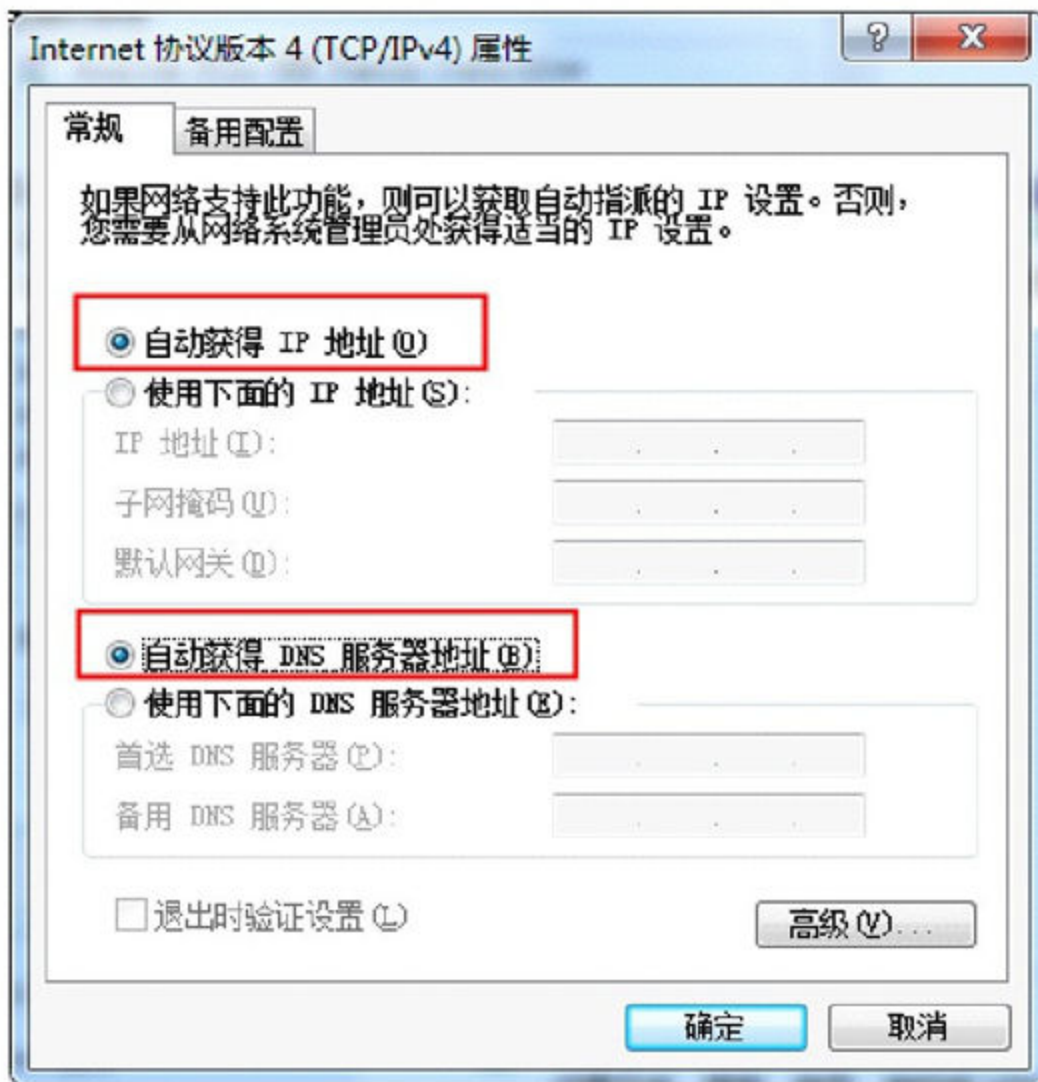 Internet 协议版本 4 (TCP/IPv4) 属性
常规
备用配置
如果网络支持此功能，则可以获取自动指派的 IP 设置。否则，
您需要从网络系统管理员处获得适当的 IP 设置。
自动获得 IP 地址(O)
使用下面的 IP 地址(S):
IP 地址(I):
子网掩码(U):
默认网关(D):
自动获得 DNS 服务器地址(B)
使用下面的 DNS 服务器地址(E):
首选 DNS 服务器(P):
备用 DNS 服务器(A):
退出时验证设置(L)
高级(V)...
确定
取消